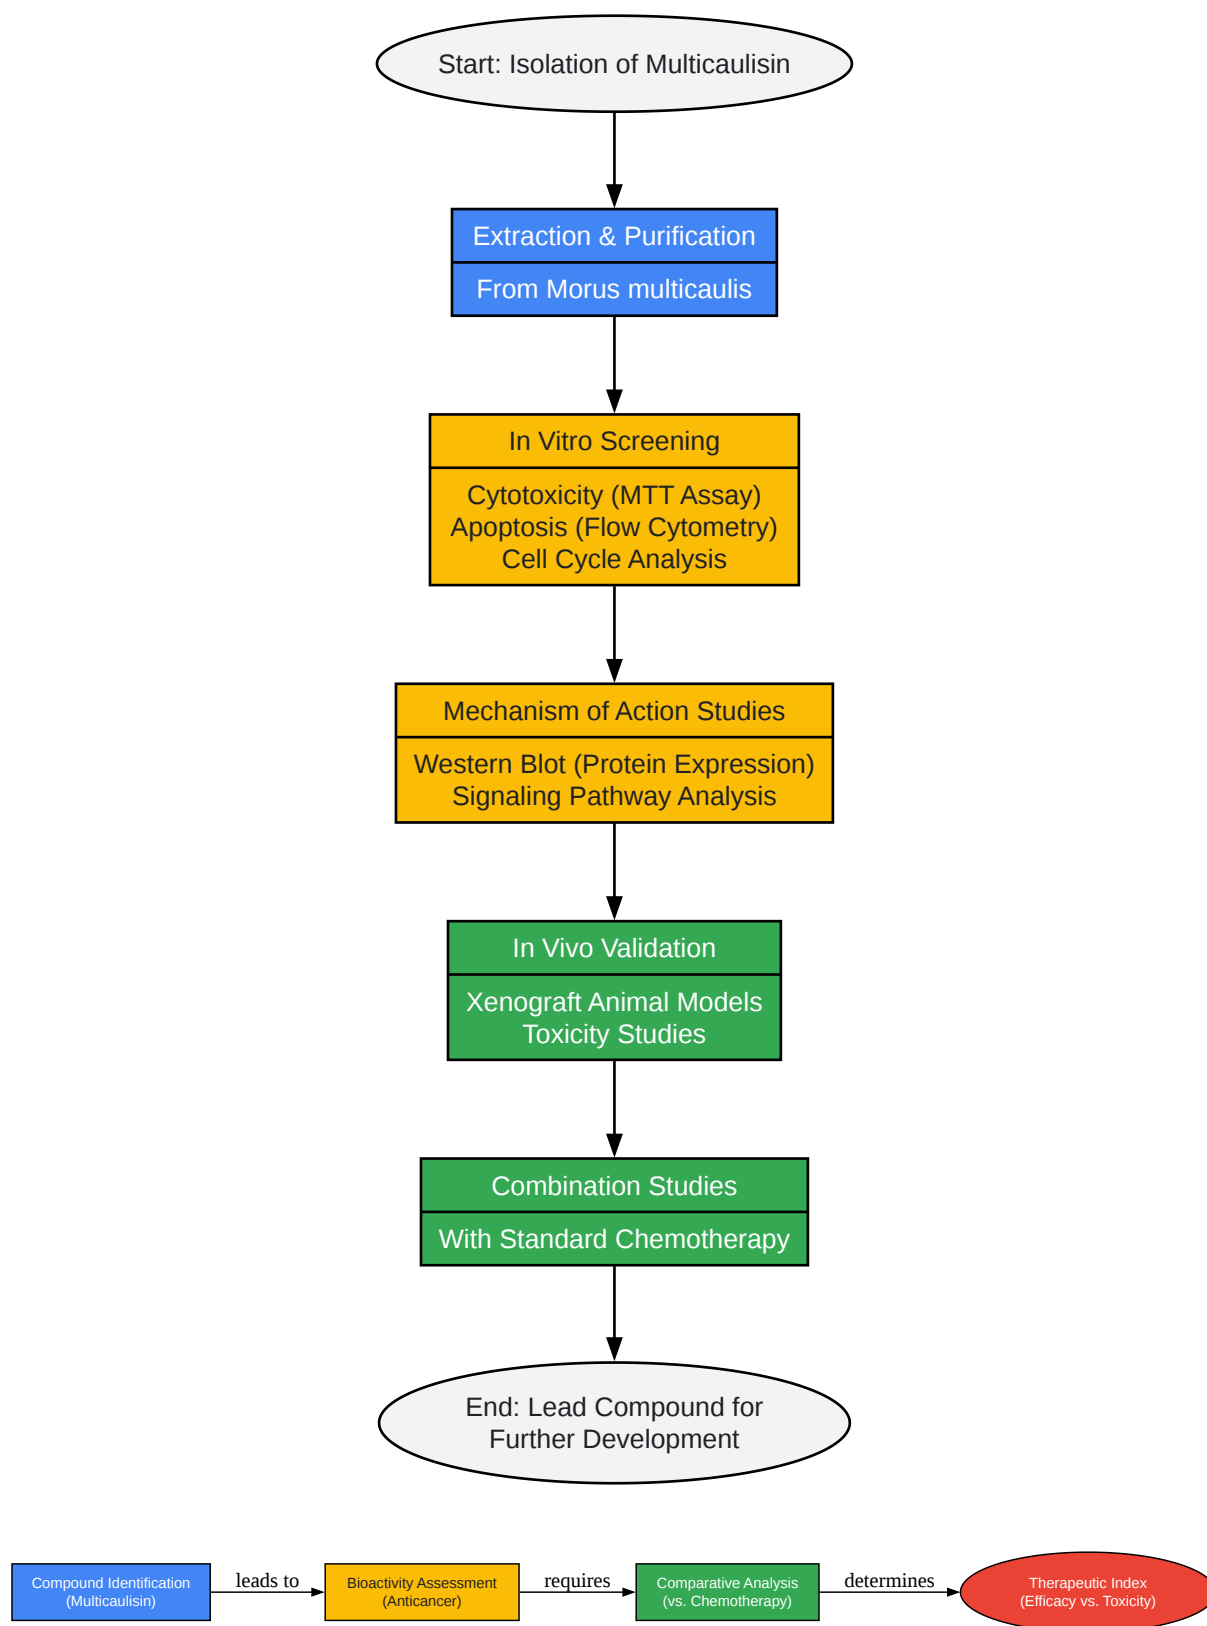 Start: Isolation of Multicaulisin
Extraction & Purification
From Morus multicaulis
In Vitro Screening
Cytotoxicity (MTT Assay)
Apoptosis (Flow Cytometry)
Cell Cycle Analysis
Mechanism of Action Studies
Western Blot (Protein Expression)
Signaling Pathway Analysis
In Vivo Validation
Xenograft Animal Models
Toxicity Studies
Combination Studies
With Standard Chemotherapy
End: Lead Compound for
Further Development
Compound Identification
(Multicaulisin)
leads to
Bioactivity Assessment
(Anticancer)
requires
Comparative Analysis
(vs. Chemotherapy)
determines
Therapeutic Index
(Efficacy vs. Toxicity)